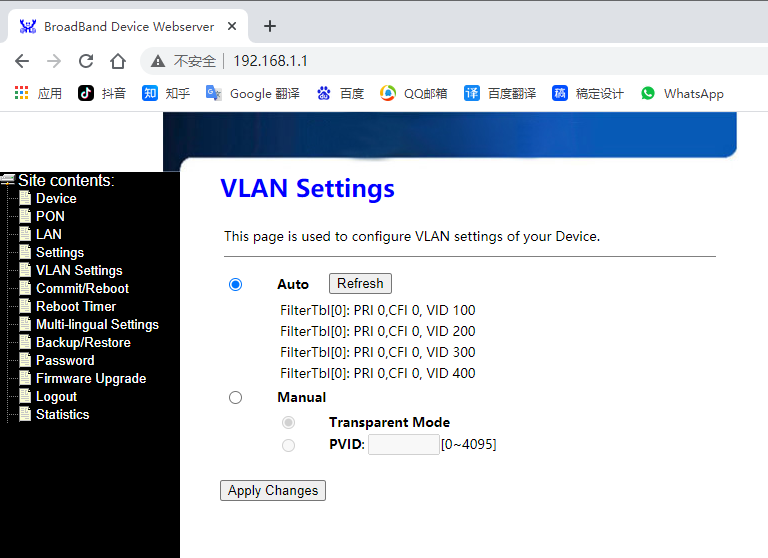 BroadBand Device Webserver
不安全 192.168.1.1
应用 抖音 知 知乎 Google 翻译 百度 QQ邮箱 译 百度翻译 稿 稿定设计 WhatsApp
VLAN Settings
This page is used to configure VLAN settings of your Device.
Site contents:
Device
PON
LAN
Settings
VLAN Settings
Commit/Reboot
Reboot Timer
Multi-lingual Settings
Backup/Restore
Password
Firmware Upgrade
Logout
Statistics
Auto Refresh
FilterTbl[0]: PRI 0,CFI 0, VID 100
FilterTbl[0]: PRI 0,CFI 0, VID 200
FilterTbl[0]: PRI 0,CFI 0, VID 300
FilterTbl[0]: PRI 0,CFI 0, VID 400
Manual
Transparent Mode
PVID: [0~4095]
Apply Changes